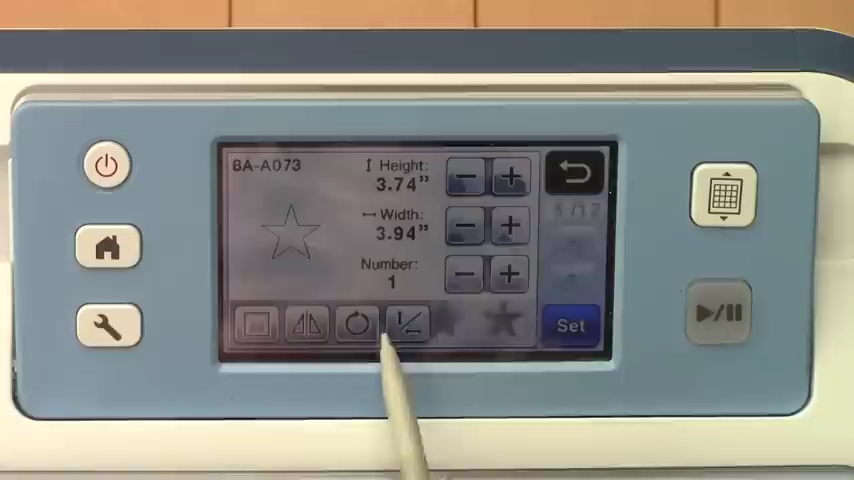 BA-A073
Height:
3.74"
Width:
3.94"
Number:
1
Set